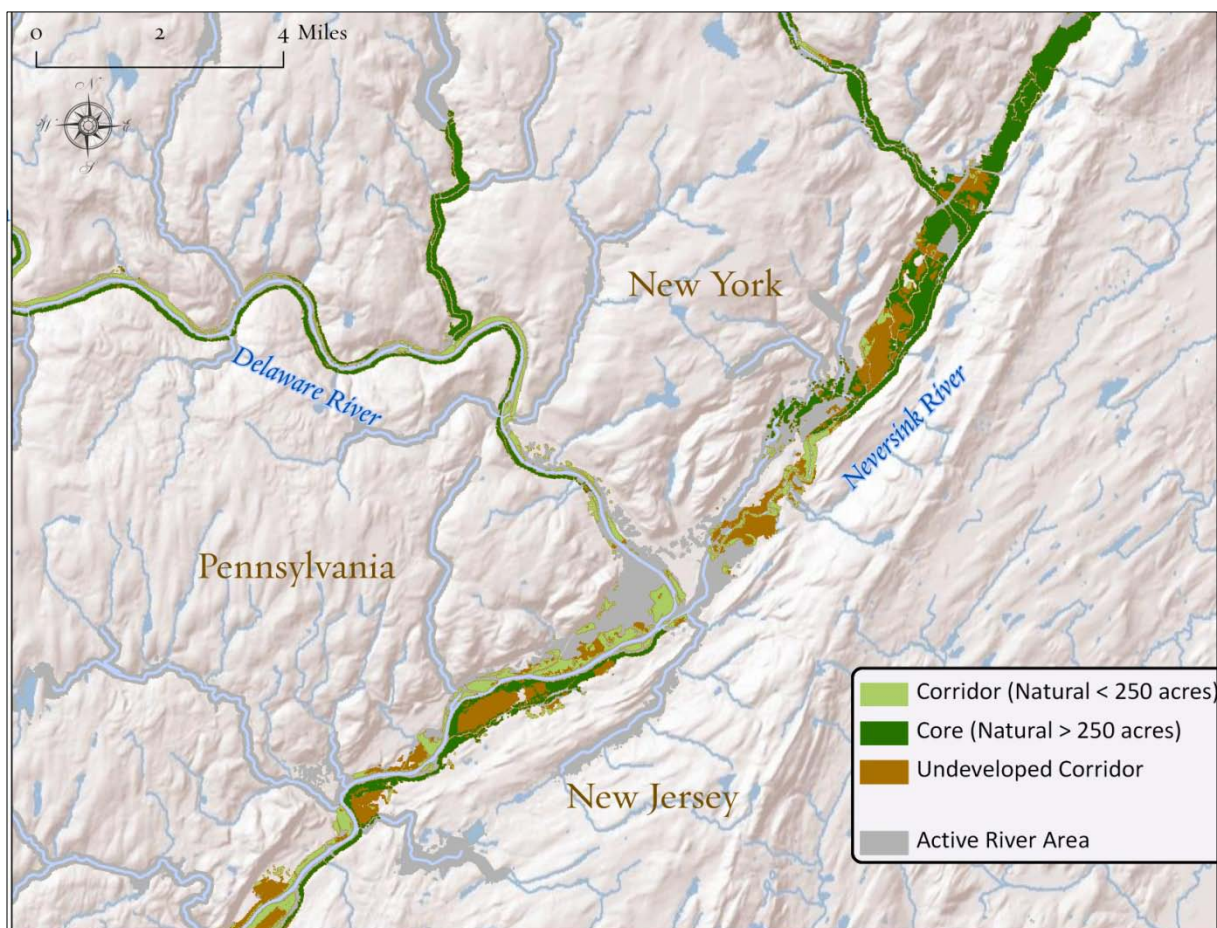 0 2 4 Miles
N
W E
S
New York
Delaware River
Neversink River
Pennsylvania
New Jersey
Corridor (Natural < 250 acres)
Core (Natural > 250 acres)
Undeveloped Corridor
Active River Area